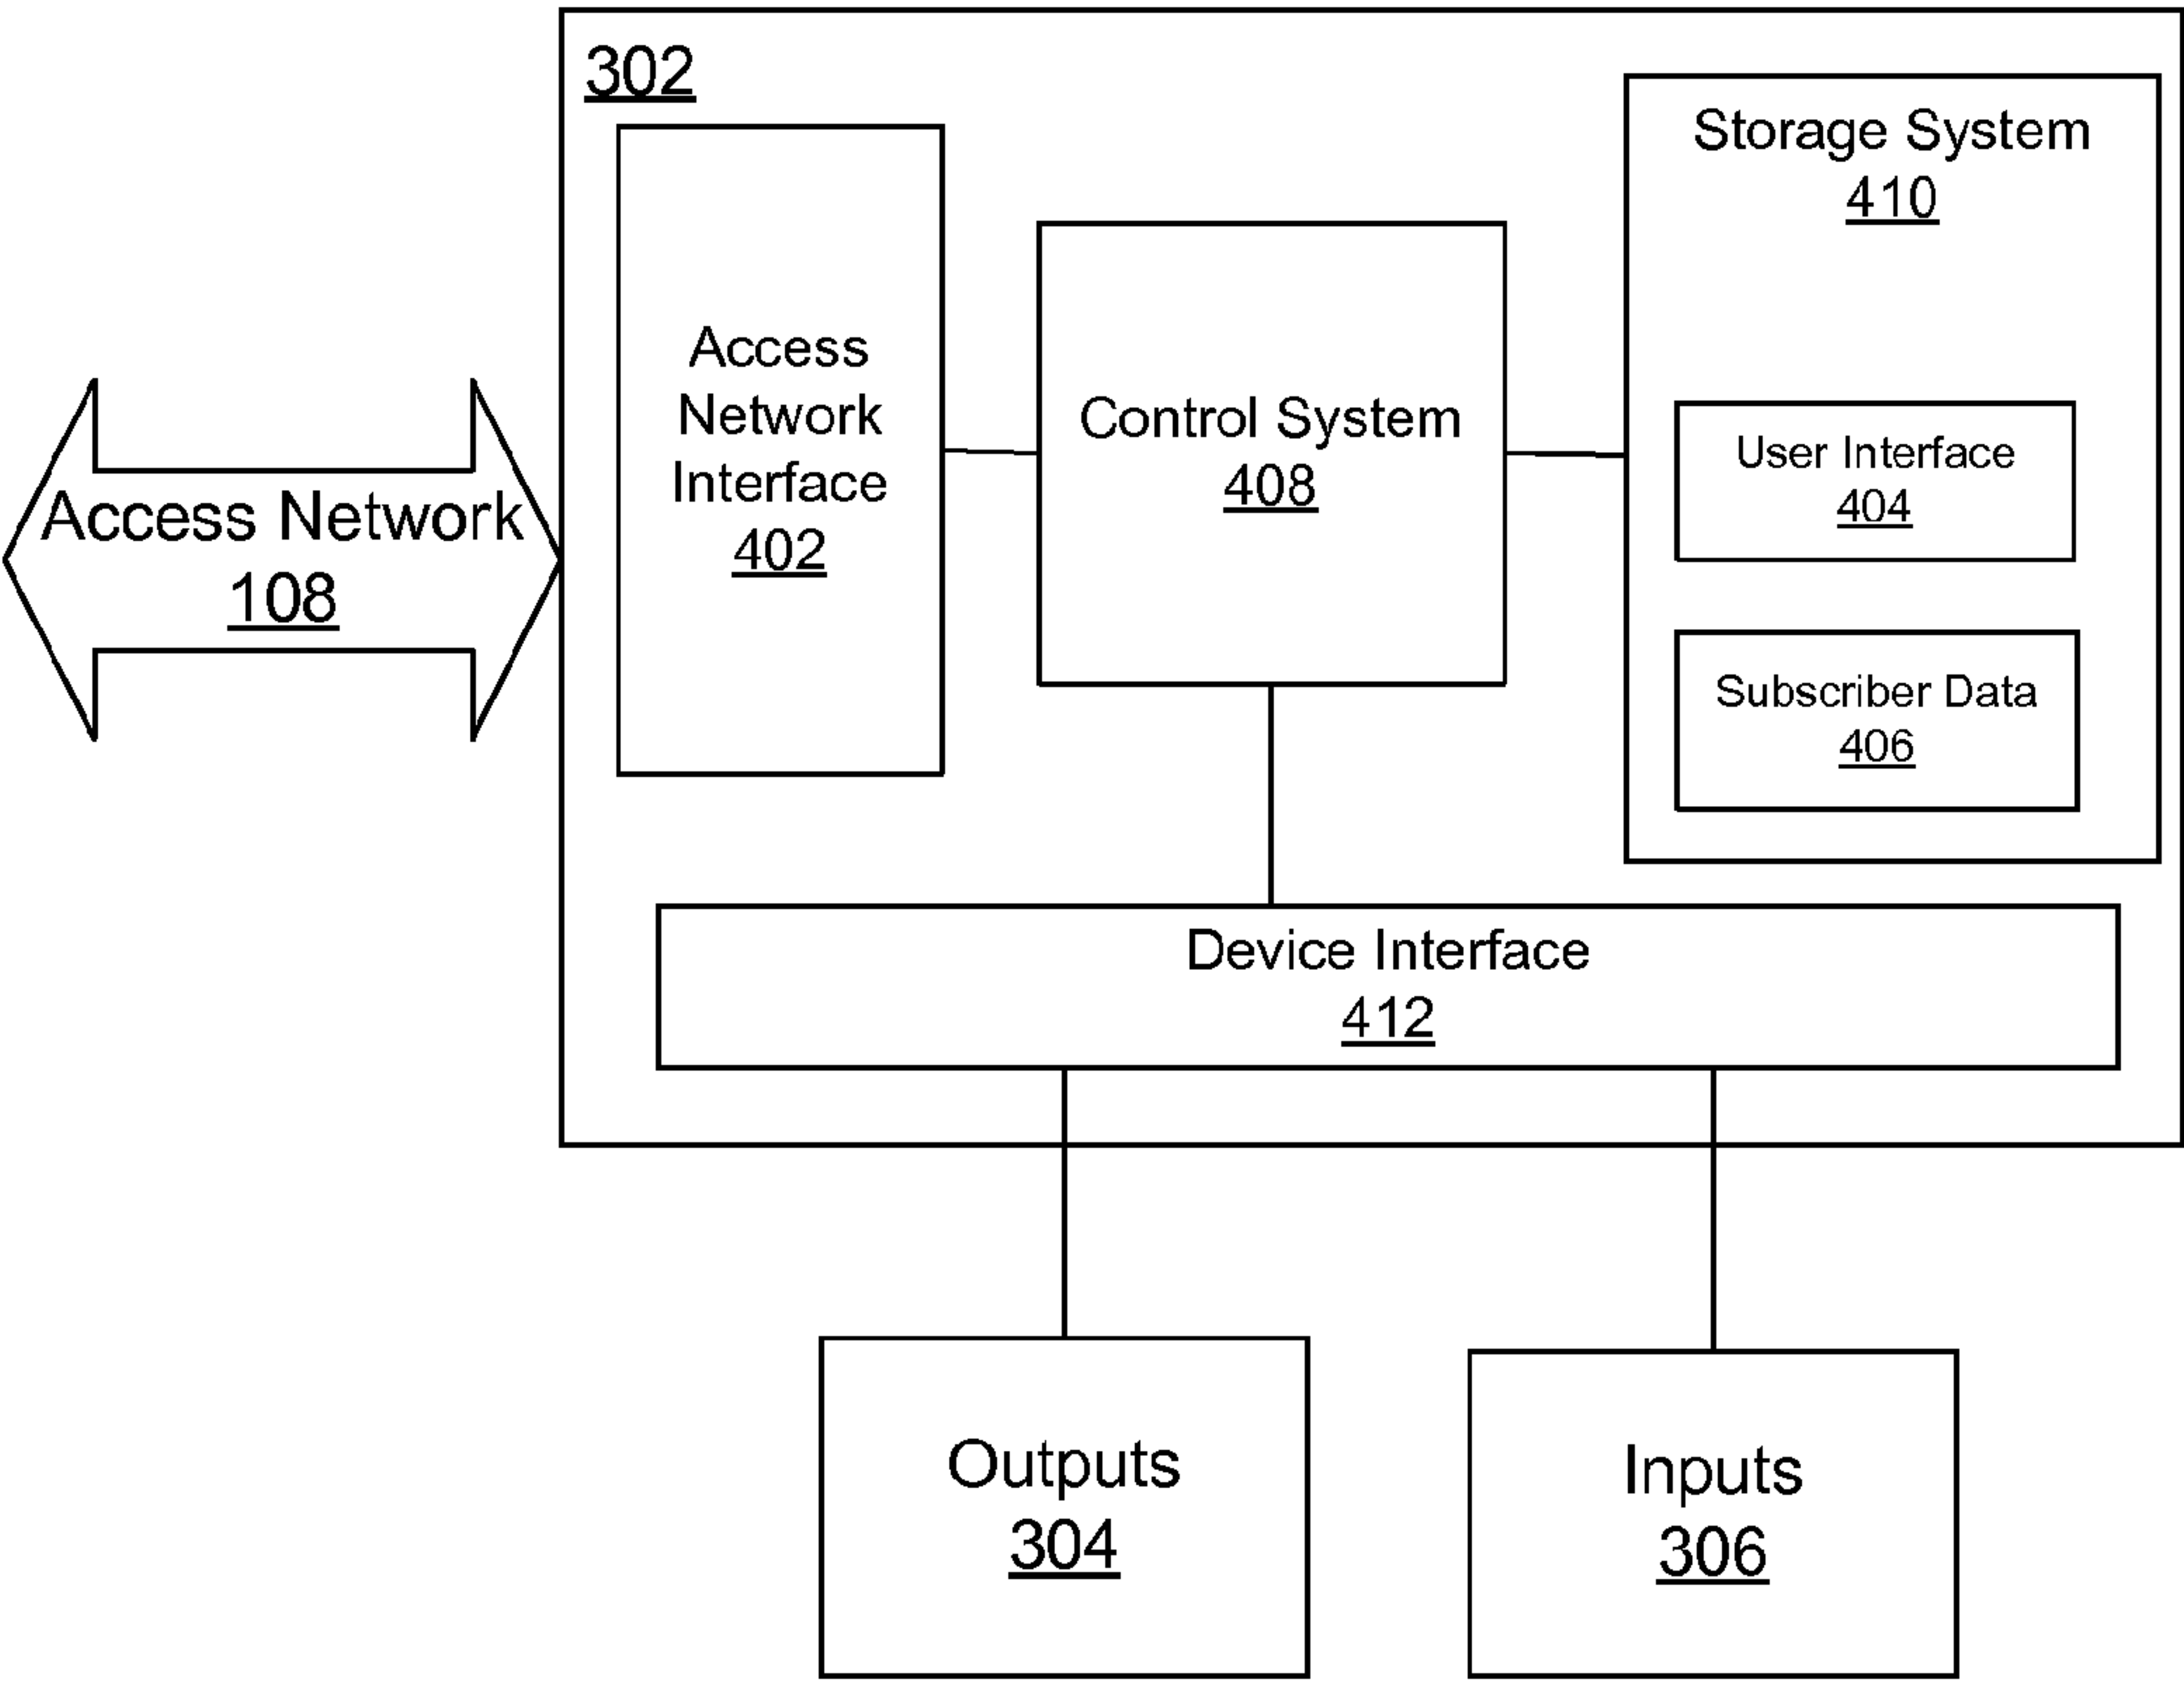 302
Storage System
410
Access
Network
Interface
402
Control System
408
User Interface
404
Access Network
108
Subscriber Data
406
Device Interface
412
Outputs
304
Inputs
306